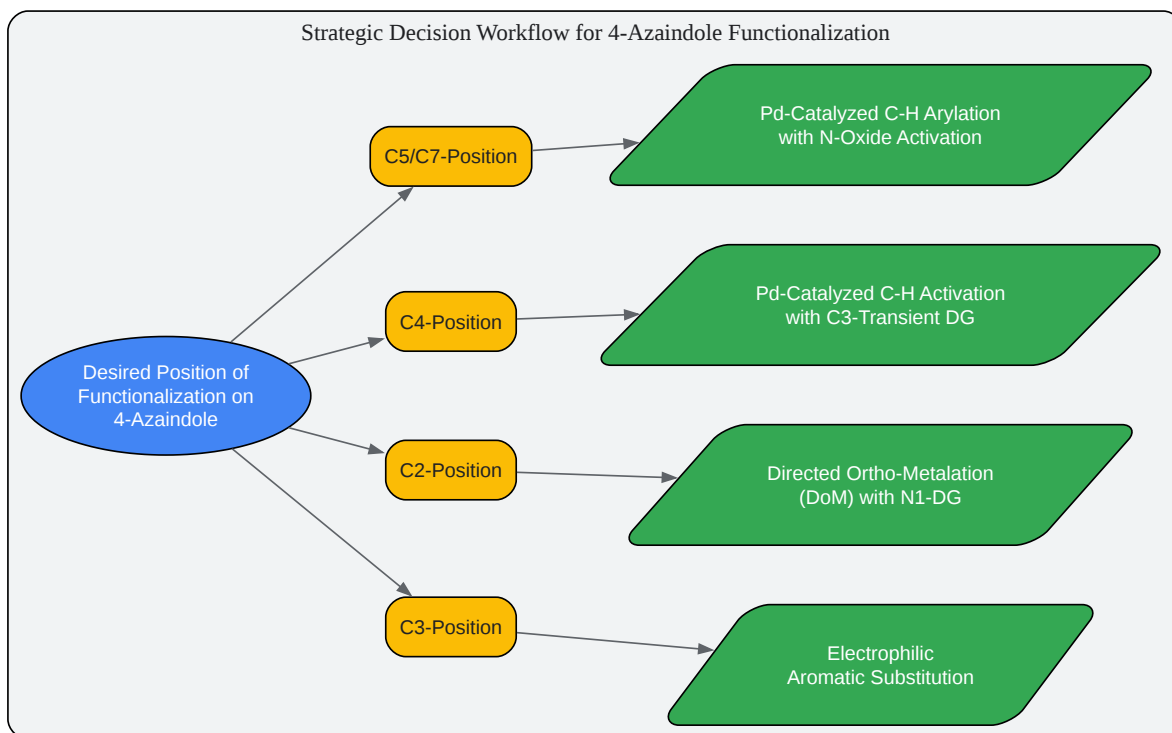 Strategic Decision Workflow for 4-Azaindole Functionalization
Desired Position of
Functionalization on
4-Azaindole
C5/C7-Position
Pd-Catalyzed C-H Arylation
with N-Oxide Activation
C4-Position
Pd-Catalyzed C-H Activation
with C3-Transient DG
C2-Position
Directed Ortho-Metalation
(DoM) with N1-DG
C3-Position
Electrophilic
Aromatic Substitution